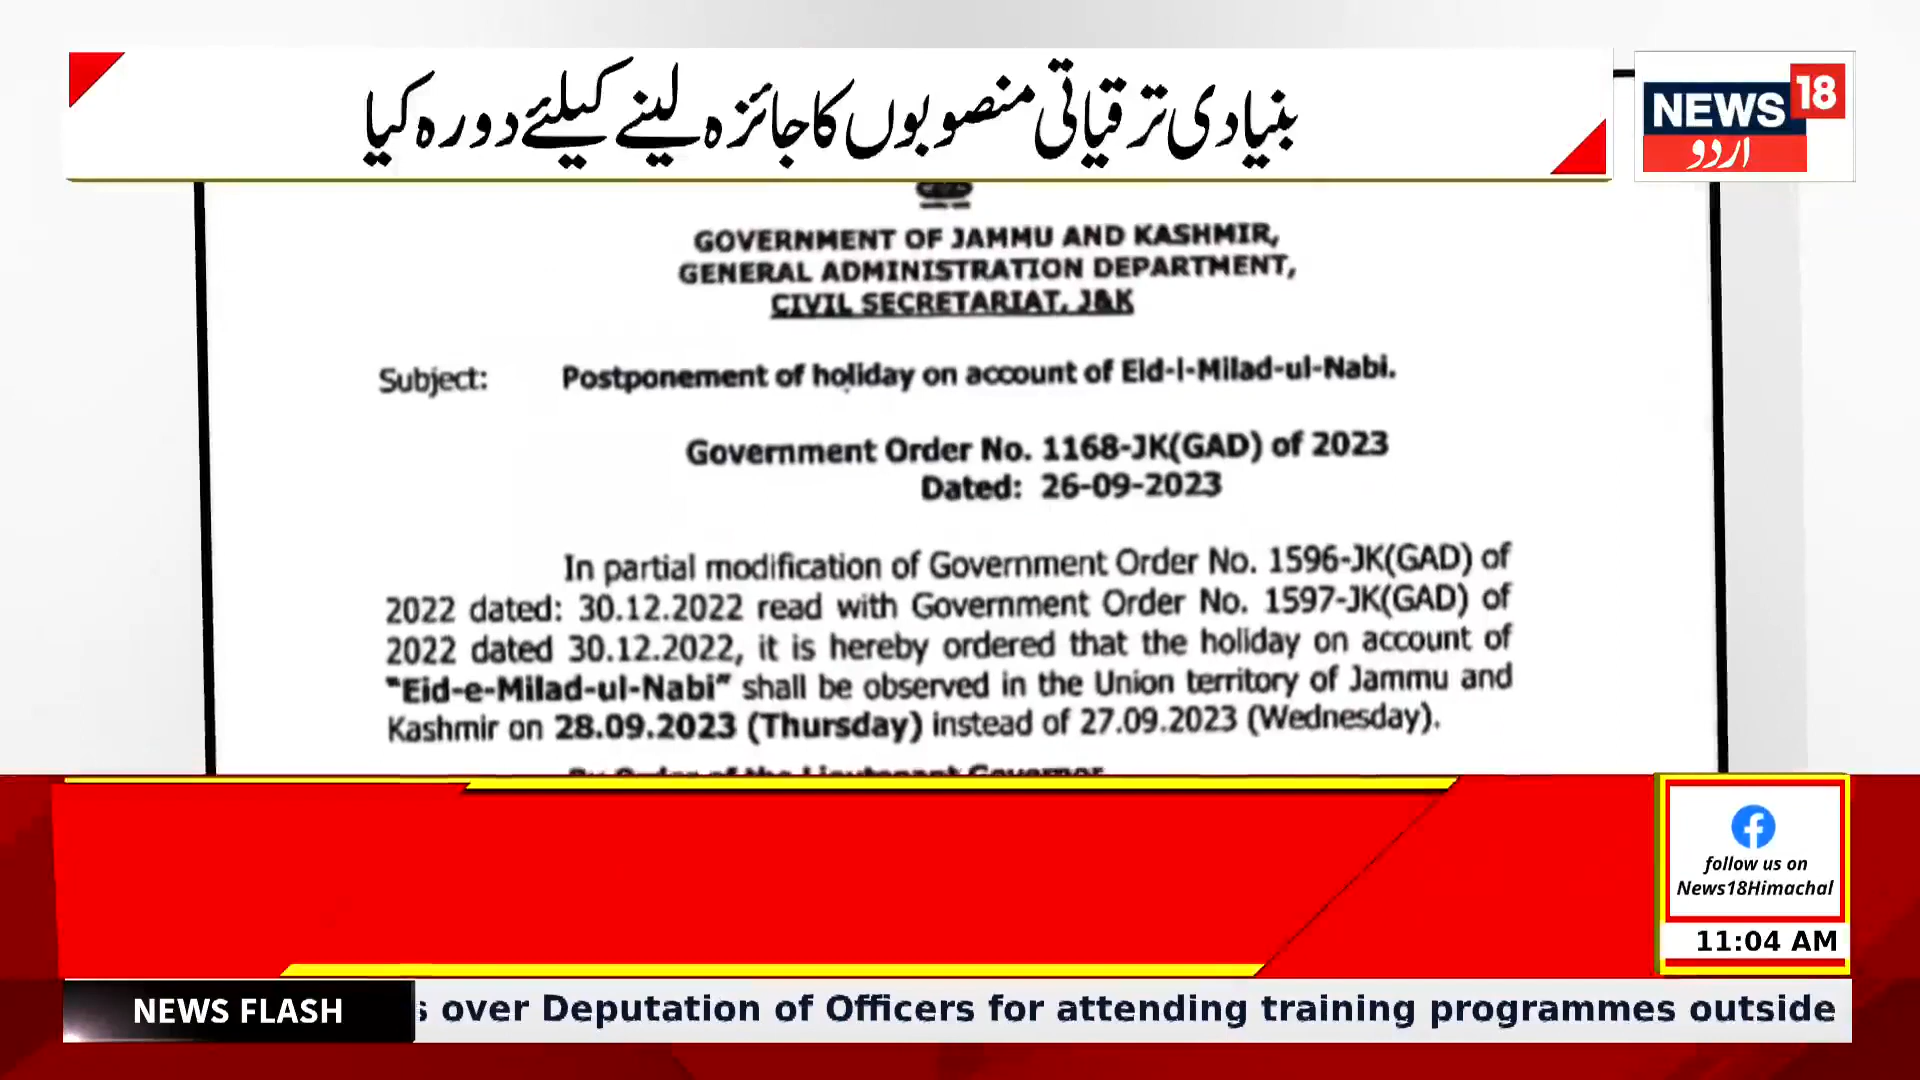 بنیادی ترقیاتی منصوبوں کا جائزہ لینے کیلئے دورہ کیا
NEWS 18
اردو
GOVERNMENT OF JAMMU AND KASHMIR,
GENERAL ADMINISTRATION DEPARTMENT,
CIVIL SECRETARIAT, J&K
Subject: Postponement of holiday on account of Eid-I-Milad-ul-Nabi.
Government Order No. 1168-JK(GAD) of 2023
Dated: 26-09-2023
In partial modification of Government Order No. 1596-JK(GAD) of
2022 dated: 30.12.2022 read with Government Order No. 1597-JK(GAD) of
2022 dated 30.12.2022, it is hereby ordered that the holiday on account of
"Eid-e-Milad-ul-Nabi" shall be observed in the Union territory of Jammu and
Kashmir on 28.09.2023 (Thursday) instead of 27.09.2023 (Wednesday).
By Order of the Lieutenant Governor
follow us on
News18Himachal
11:04 AM
NEWS FLASH
s over Deputation of Officers for attending training programmes outside